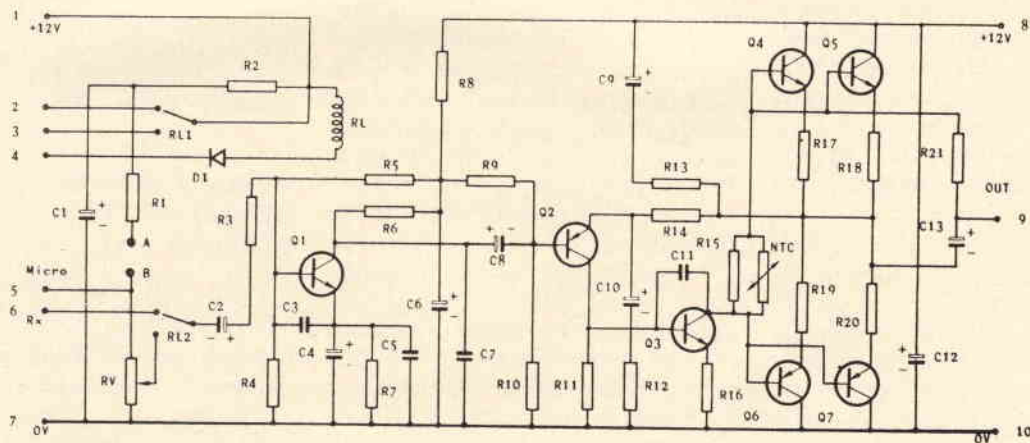 1
+12V
R2
RL
2
3
RL1
4
D1
C1
+
-
R1
A
B
Micro
5
6
Rx
C2
-
+
RL2
RV
7
0V
R3
R4
Q1
C3
C4
+
-
R5
R6
R7
C5
C6
+
-
R8
R9
C7
C8
+
-
R10
Q2
R11
C9
+
-
R13
R14
C10
+
-
R12
C11
Q3
R15
NTC
R16
Q4
Q5
R17
R18
R19
R20
Q6
Q7
R21
C13
+
-
C12
+
-
8
+12V
OUT
9
0V
10